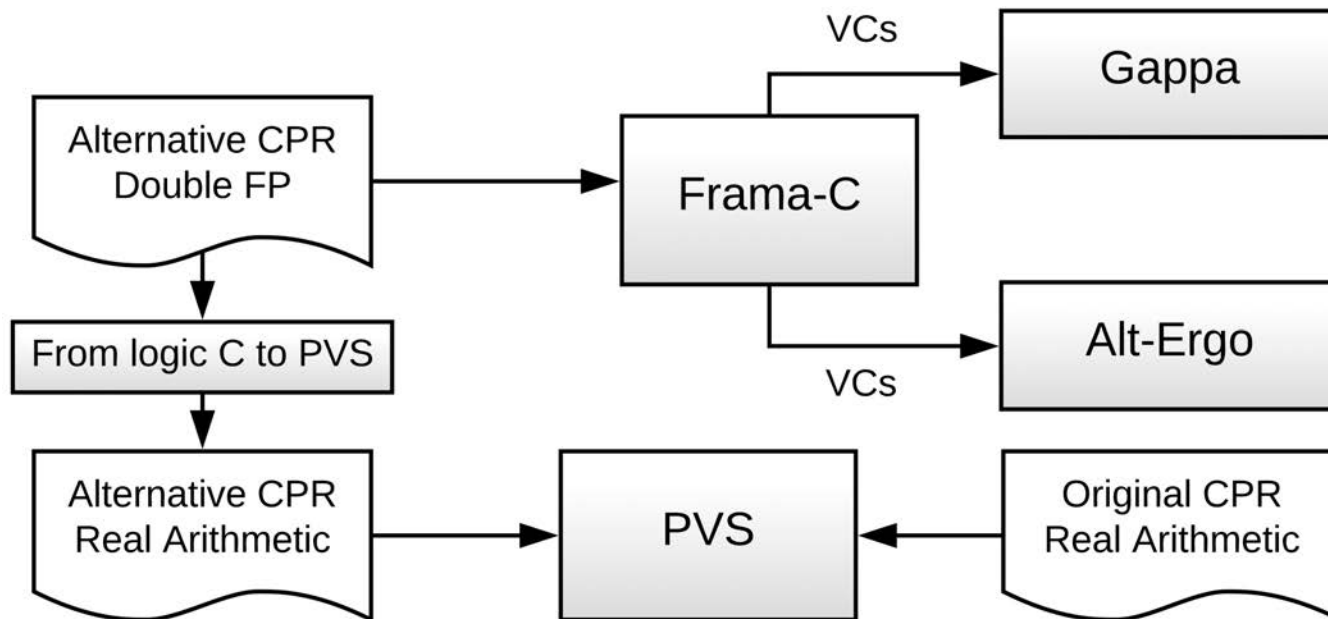 VCs
Gappa
Alternative CPR
Double FP
Frama-C
From logic C to PVS
Alt-Ergo
VCs
Alternative CPR
Real Arithmetic
PVS
Original CPR
Real Arithmetic